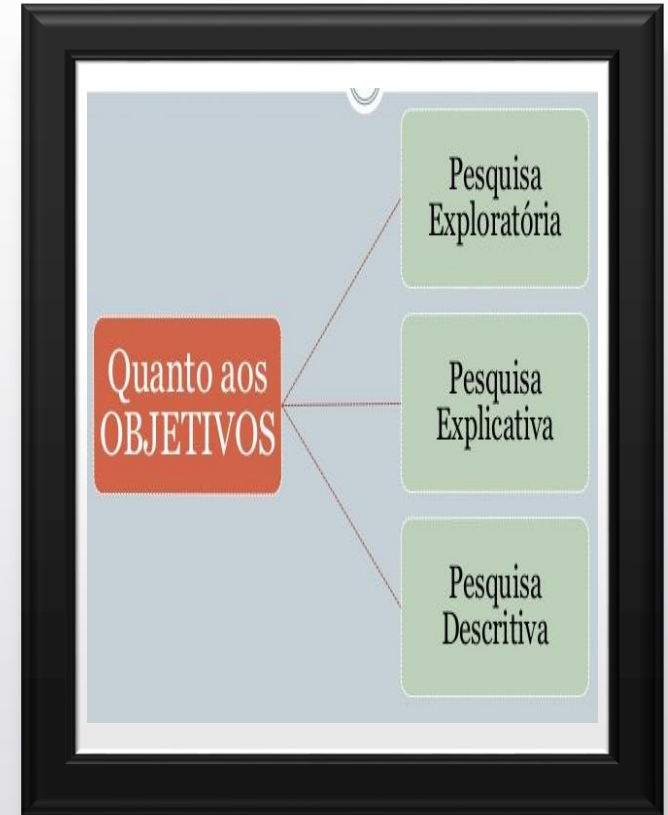 Quanto aos
OBJETIVOS
Pesquisa
Exploratória
Pesquisa
Explicativa
Pesquisa
Descritiva